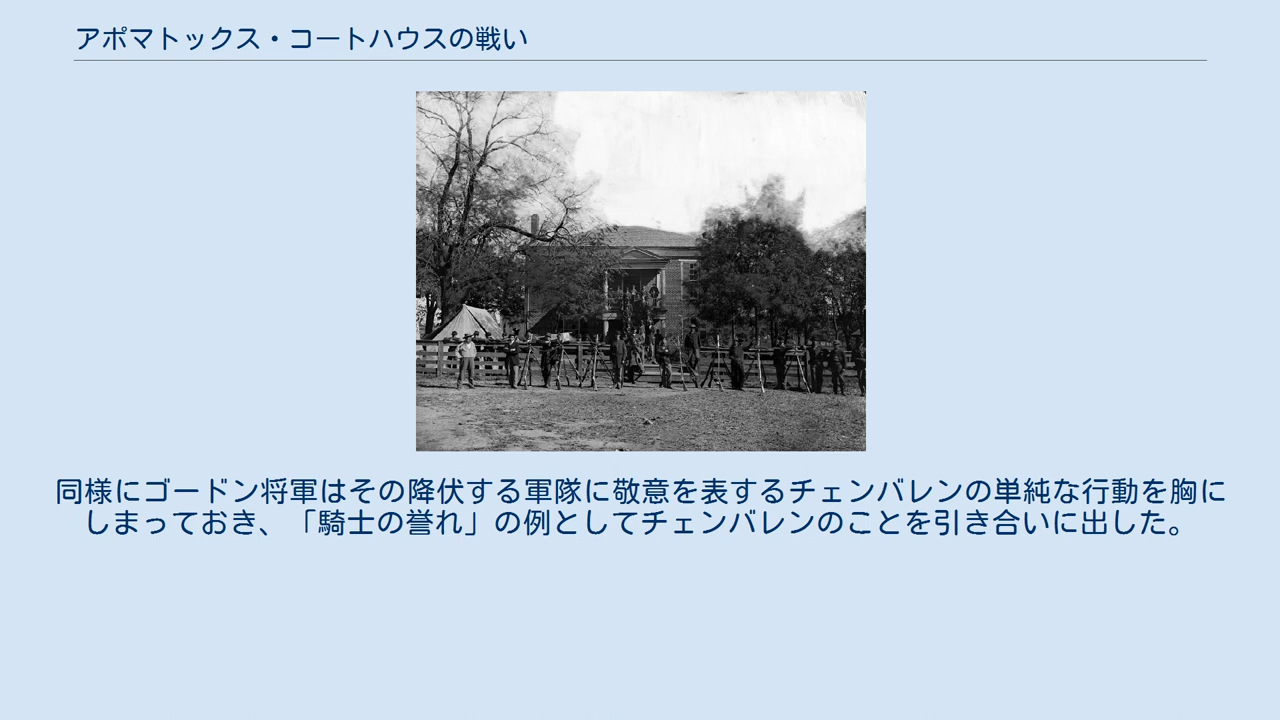 アポマトックス・コートハウスの戦い
同様にゴードン将軍はその降伏する軍隊に敬意を表するチェンバレンの単純な行動を胸に
しまっておき、「騎士の誉れ」の例としてチェンバレンのことを引き合いに出した。